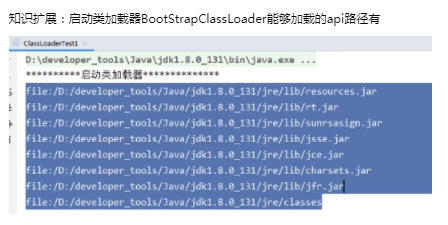 知识扩展：启动类加载器BootStrapClassLoader能够加载的api路径有
ClassLoaderTest1
D:\developer_tools\Java\jdk1.8.0_131\bin\java.exe ...
**********启动类加载器**************
file:/D:/developer_tools/Java/jdk1.8.0_131/jre/lib/resources.jar
file:/D:/developer_tools/Java/jdk1.8.0_131/jre/lib/rt.jar
file:/D:/developer_tools/Java/jdk1.8.0_131/jre/lib/sunrsasign.jar
file:/D:/developer_tools/Java/jdk1.8.0_131/jre/lib/jsse.jar
file:/D:/developer_tools/Java/jdk1.8.0_131/jre/lib/jce.jar
file:/D:/developer_tools/Java/jdk1.8.0_131/jre/lib/charsets.jar
file:/D:/developer_tools/Java/jdk1.8.0_131/jre/lib/jfr.jar
file:/D:/developer_tools/Java/jdk1.8.0_131/jre/classes